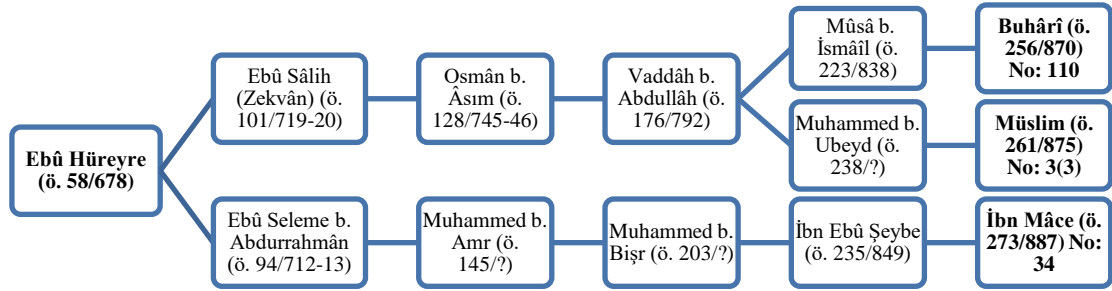 Ebû Hüreyre
(ö. 58/678)
Ebû Sâlih
(Zekvân) (ö.
101/719-20)
Osmân b.
Âsım (ö.
128/745-46)
Vaddâh b.
Abdullâh (ö.
176/792)
Mûsâ b.
İsmâîl (ö.
223/838)
Buhârî (ö.
256/870)
No: 110
Muhammed b.
Ubeyd (ö.
238/?)
Müslim (ö.
261/875)
No: 3(3)
Ebû Seleme b.
Abdurrahmân
(ö. 94/712-13)
Muhammed b.
Amr (ö.
145/?)
Muhammed b.
Bişr (ö. 203/?)
İbn Ebû Şeybe
(ö. 235/849)
İbn Mâce (ö.
273/887) No:
34